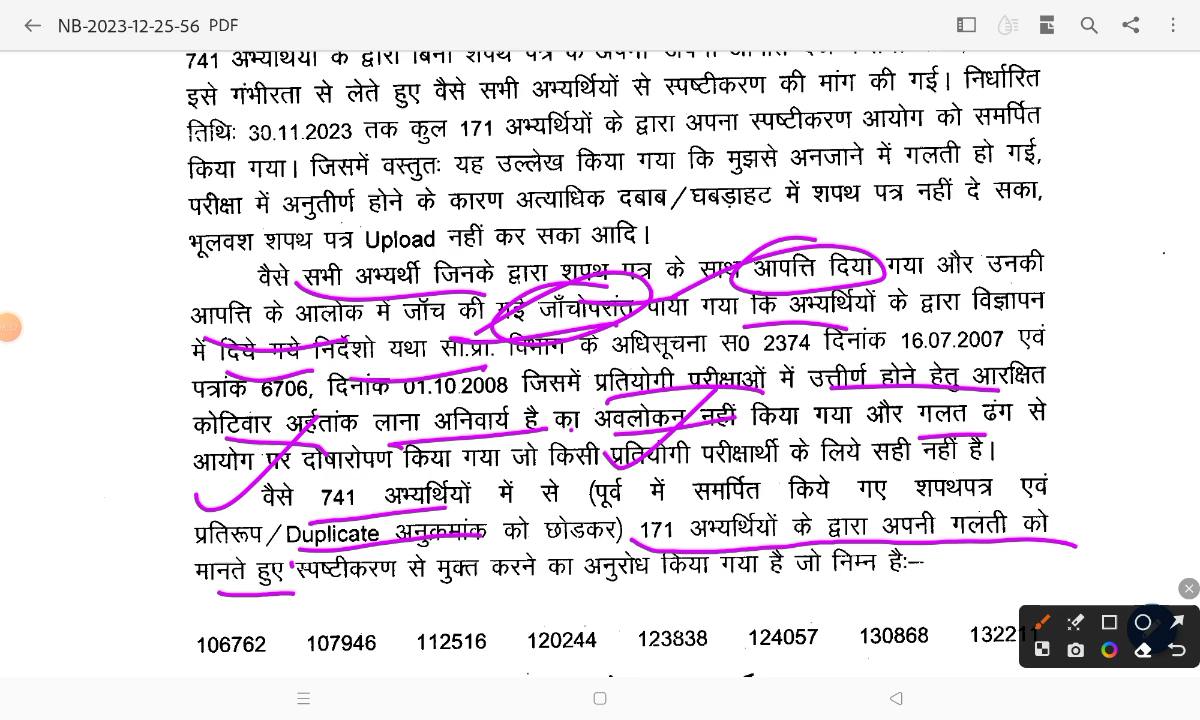 NB-2023-12-25-56 PDF
741 अभ्यर्थियों के द्वारा बिना शपथ पत्र के अपनी
इसे गंभीरता से लेते हुए वैसे सभी अभ्यर्थियों से स्पष्टीकरण की मांग की गई। निर्धारित
तिथिः 30.11.2023 तक कुल 171 अभ्यर्थियों के द्वारा अपना स्पष्टीकरण आयोग को समर्पित
किया गया। जिसमें वस्तुतः यह उल्लेख किया गया कि मुझसे अनजाने में गलती हो गई,
परीक्षा में अनुतीर्ण होने के कारण अत्याधिक दबाब/घबड़ाहट में शपथ पत्र नहीं दे सका,
भूलवश शपथ पत्र Upload नहीं कर सका आदि।
वैसे सभी अभ्यर्थी जिनके द्वारा शपथ पत्र के साथ आपत्ति दिया गया और उनकी
आपत्ति के आलोक में जॉच की गई जाँचोपरांत पाया गया कि अभ्यर्थियों के द्वारा विज्ञापन
में दिये गये निर्देशो यथा सा.प्रा. विभाग के अधिसूचना स0 2374 दिनांक 16.07.2007 एवं
पत्रांक 6706, दिनांक 01.10.2008 जिसमें प्रतियोगी परीक्षाओं में उत्तीर्ण होने हेतु आरक्षित
कोटिवार अर्हतांक लाना अनिवार्य है का अवलोकन नहीं किया गया और गलत ढंग से
आयोग पर दोषारोपण किया गया जो किसी प्रतियोगी परीक्षार्थी के लिये सही नहीं है।
वैसे 741 अभ्यर्थियों में से (पूर्व में समर्पित किये गए शपथपत्र एवं
प्रतिरूप/Duplicate अनुकमांक को छोडकर) 171 अभ्यर्थियों के द्वारा अपनी गलती को
मानते हुए स्पष्टीकरण से मुक्त करने का अनुरोध किया गया है जो निम्न है:--
106762 107946 112516 120244 123838 124057 130868 132211